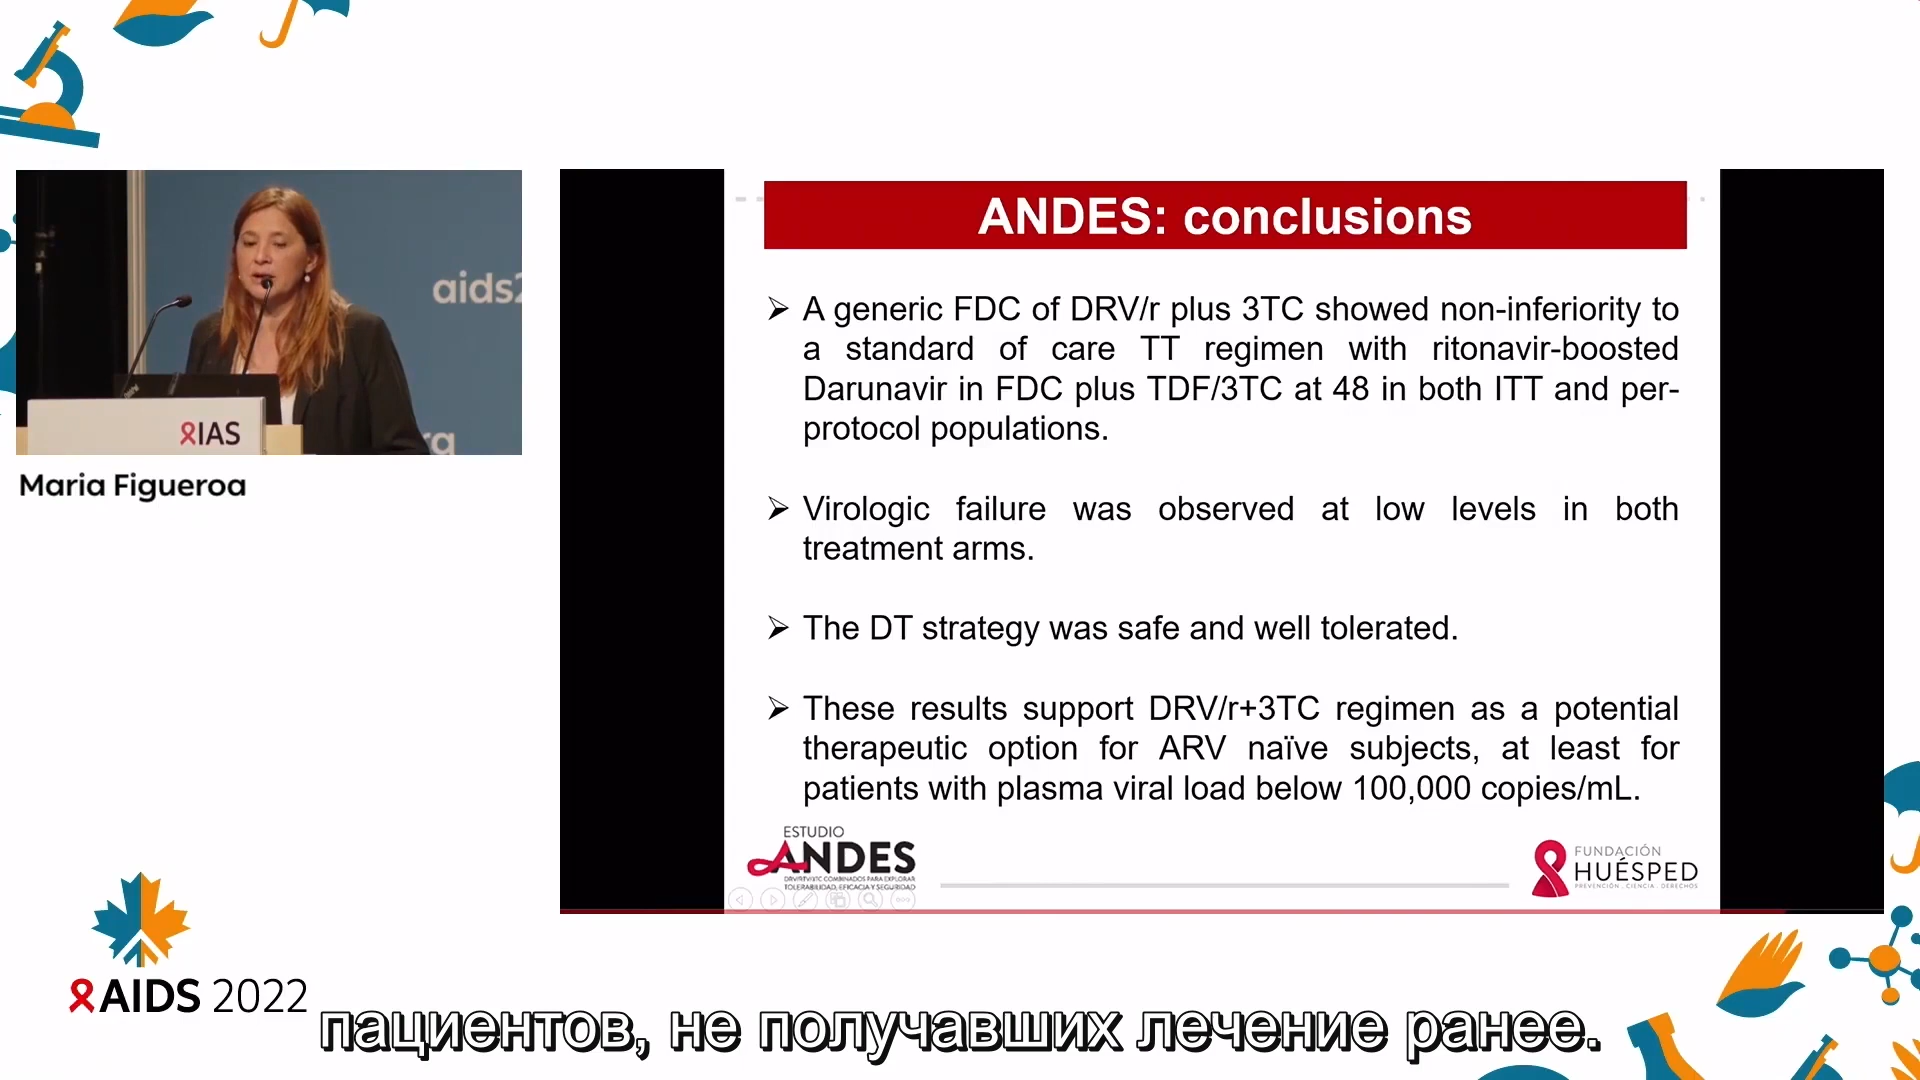 aids2
IAS
Maria Figueroa
ANDES: conclusions
➢ A generic FDC of DRV/r plus 3TC showed non-inferiority to
a standard of care TT regimen with ritonavir-boosted
Darunavir in FDC plus TDF/3TC at 48 in both ITT and per-
protocol populations.
➢ Virologic failure was observed at low levels in both
treatment arms.
➢ The DT strategy was safe and well tolerated.
➢ These results support DRV/r+3TC regimen as a potential
therapeutic option for ARV naïve subjects, at least for
patients with plasma viral load below 100,000 copies/mL.
ESTUDIO
ANDES
DRV/RTV/3TC COMBINADOS PARA EXPLORAR
TOLERABILIDAD, EFICACIA Y SEGURIDAD
FUNDACIÓN
HUÉSPED
PREVENCIÓN . CIENCIA . DERECHOS
AIDS 2022
пациентов, не получавших лечение ранее.